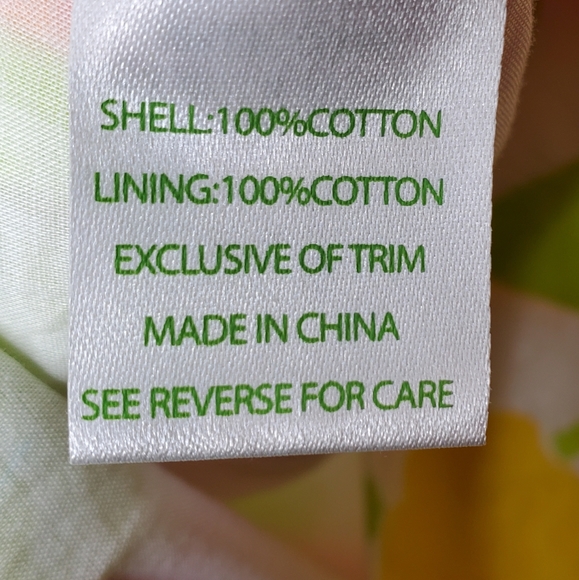 SHELL:100%COTTON
LINING:100%COTTON
EXCLUSIVE OF TRIM
MADE IN CHINA
SEE REVERSE FOR CARE